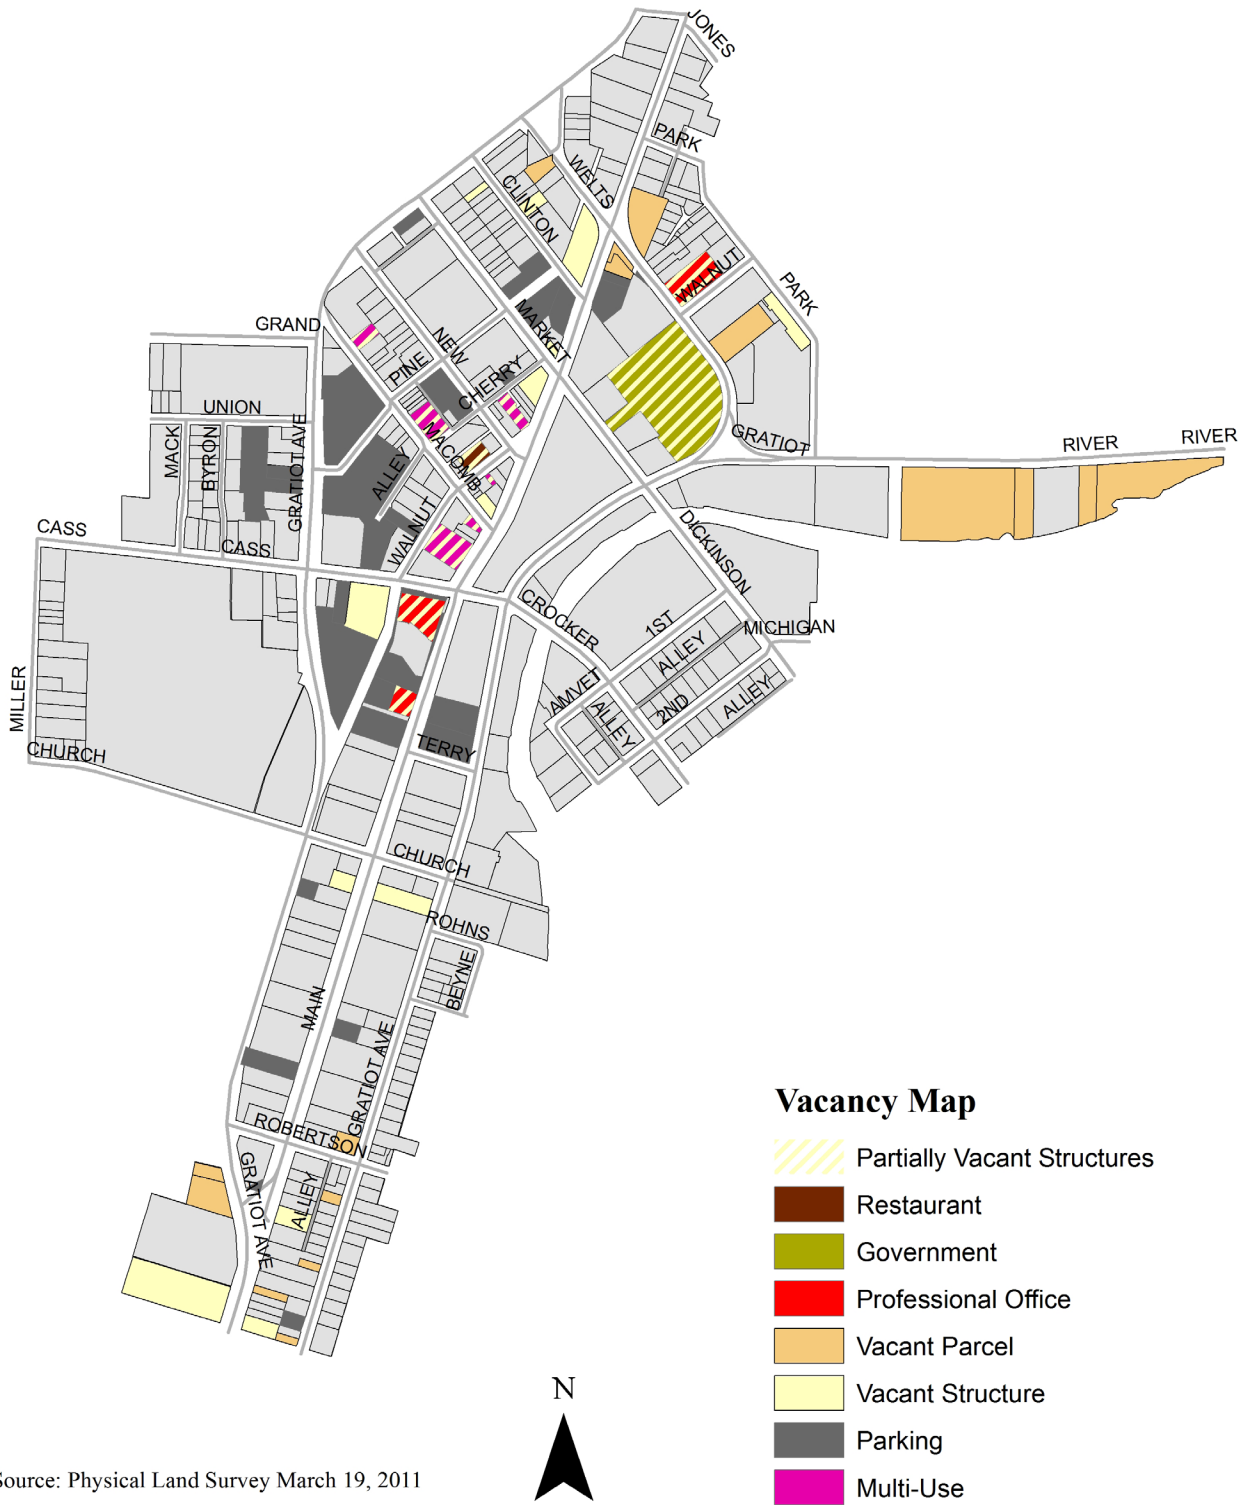 JONES
PARK
WELTS
CLINTON
WALNUT
PARK
MARKET
GRAND
NEW
PINE
CHERRY
UNION
GRATIOT AVE
MACK
BYRON
MACOMB
ALLEY
GRATIOT
RIVER
RIVER
CASS
CASS
WALNUT
DICKINSON
CROCKER
1ST
MICHIGAN
ALLEY
MILLER
AMVET
ALLEY
2ND
ALLEY
CHURCH
TERRY
CHURCH
ROHNS
BEYNE
MAIN
GRATIOT AVE
ROBERTSON
GRATIOT AVE
ALLEY
Vacancy Map
Partially Vacant Structures
Restaurant
Government
Professional Office
Vacant Parcel
Vacant Structure
Parking
Multi-Use
N
Source: Physical Land Survey March 19, 2011